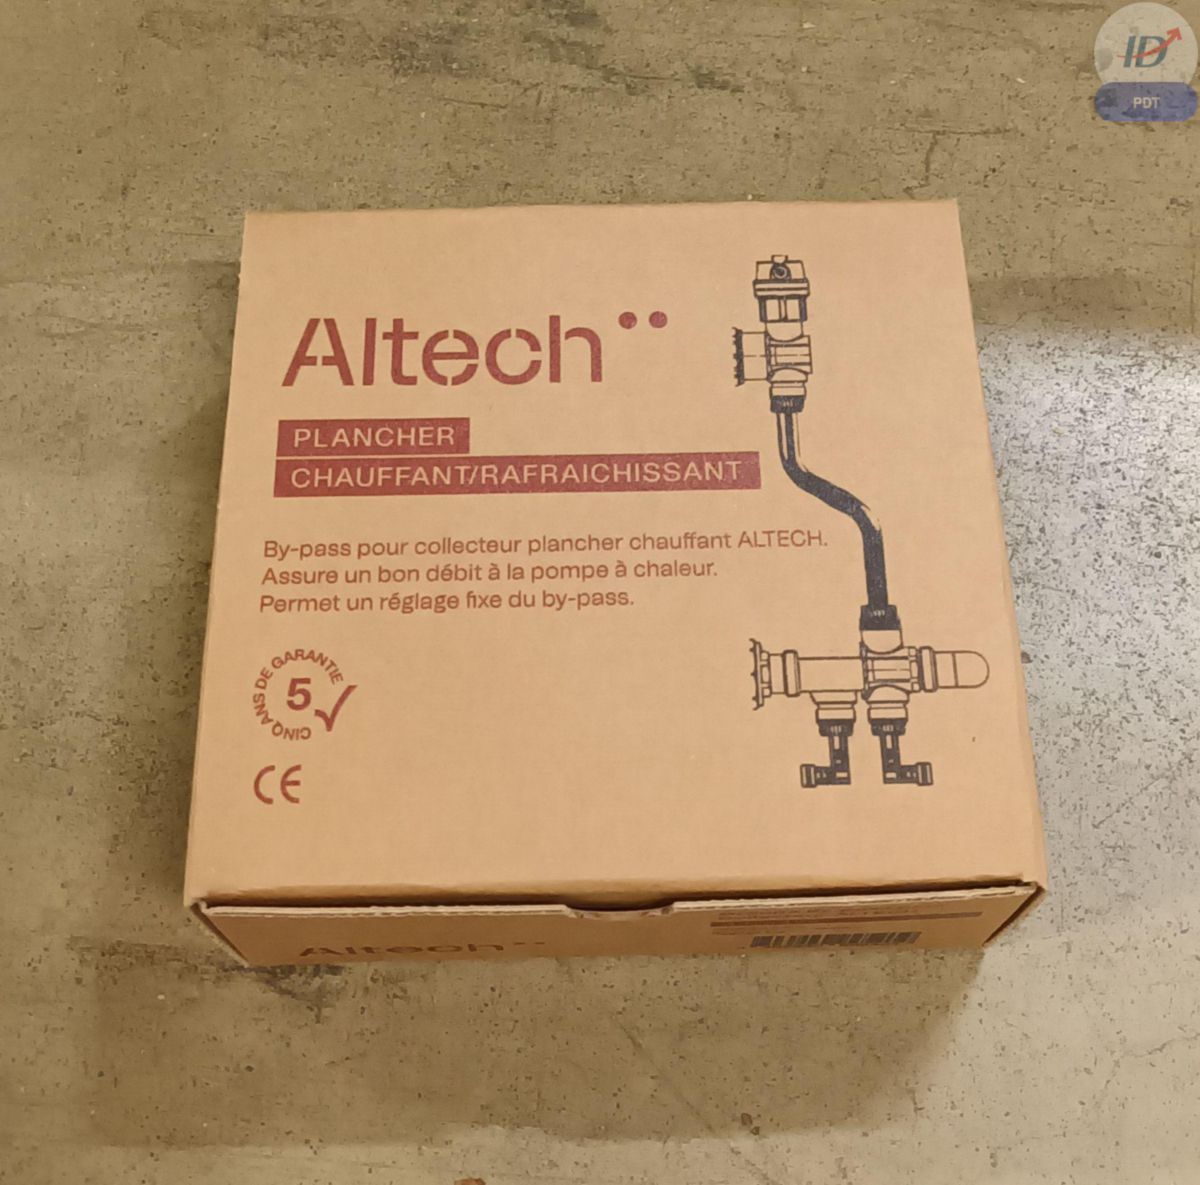 ID
PDT
Altech
PLANCHER
CHAUFFANT/RAFRAICHISSANT
By-pass pour collecteur plancher chauffant ALTECH.
Assure un bon débit à la pompe à chaleur.
Permet un réglage fixe du by-pass.
CINQ ANS DE GARANTIE
5
CE
Altech